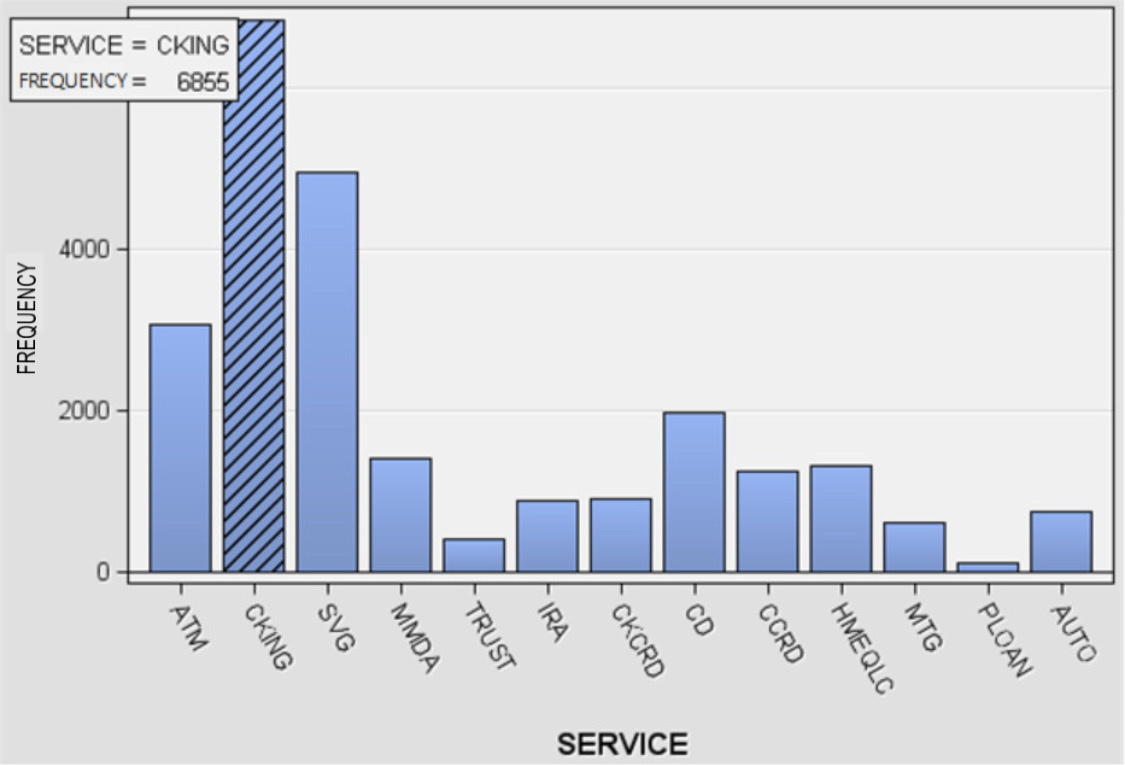 SERVICE = CKING
FREQUENCY = 6855
FREQUENCY
4000
2000
0
ATM
CKING
SVG
MMDA
TRUST
IRA
CKCRD
CD
CCRD
HMEQLC
MTG
PLOAN
AUTO
SERVICE